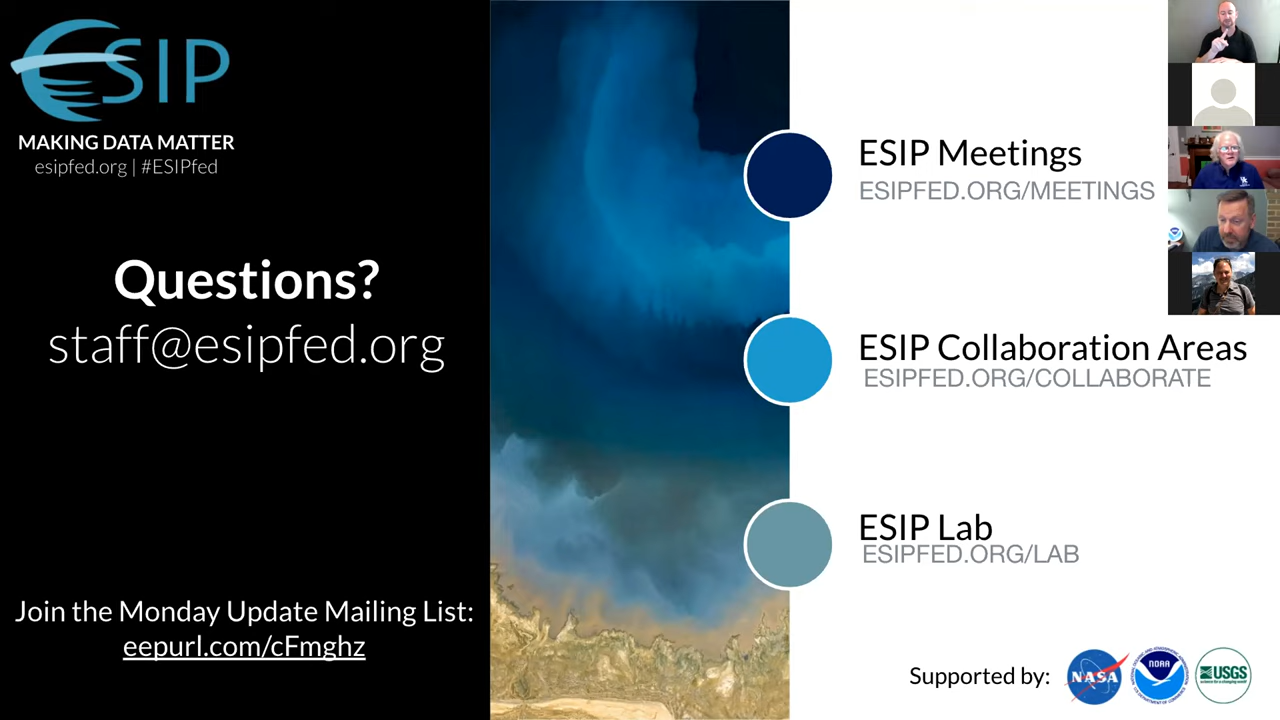 ESIP
MAKING DATA MATTER
esipfed.org | #ESIPfed
Questions?
staff@esipfed.org
Join the Monday Update Mailing List:
eepurl.com/cFmghz
ESIP Meetings
ESIPFED.ORG/MEETINGS
ESIP Collaboration Areas
ESIPFED.ORG/COLLABORATE
ESIP Lab
ESIPFED.ORG/LAB
Supported by:
NASA
NOAA
USGS